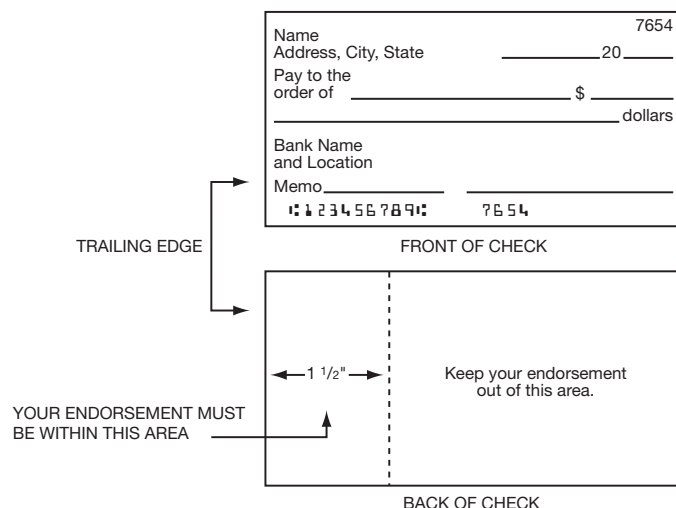 7654
Name
Address, City, State 20
Pay to the
order of $
dollars
Bank Name
and Location
Memo
⑆123456789⑆ 7654
TRAILING EDGE
FRONT OF CHECK
1 1/2"
Keep your endorsement
out of this area.
YOUR ENDORSEMENT MUST
BE WITHIN THIS AREA
BACK OF CHECK